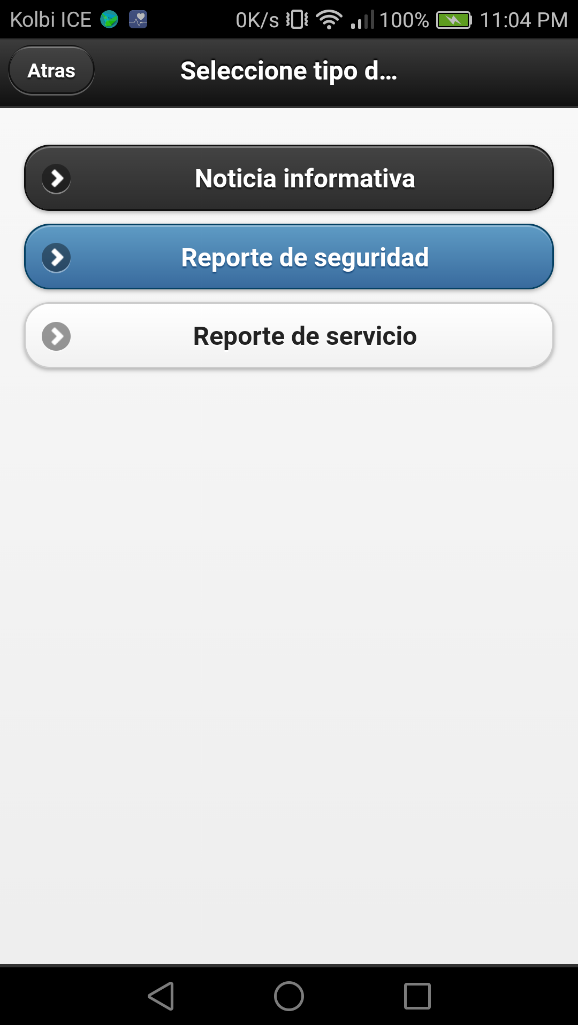 Kolbi ICE 0K/s 100% 11:04 PM
Atras
Seleccione tipo d...
Noticia informativa
Reporte de seguridad
Reporte de servicio